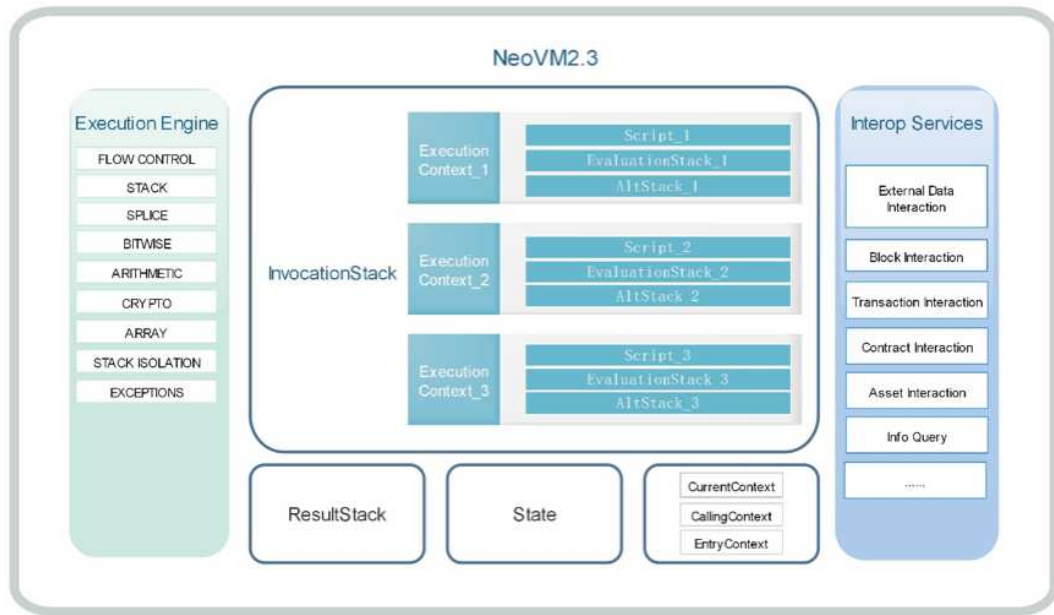 NeoVM2.3
Execution Engine
FLOW CONTROL
STACK
SPLICE
BITWISE
ARITHMETIC
CRYPTO
ARRAY
STACK ISOLATION
EXCEPTIONS
InvocationStack
Execution
Context_1
Script_1
EvaluationStack_1
AltStack_1
Execution
Context_2
Script_2
EvaluationStack_2
AltStack_2
Execution
Context_3
Script_3
EvaluationStack_3
AltStack_3
ResultStack
State
CurrentContext
CallingContext
EntryContext
Interop Services
External Data
Interaction
Block Interaction
Transaction Interaction
Contract Interaction
Asset Interaction
Info Query
......